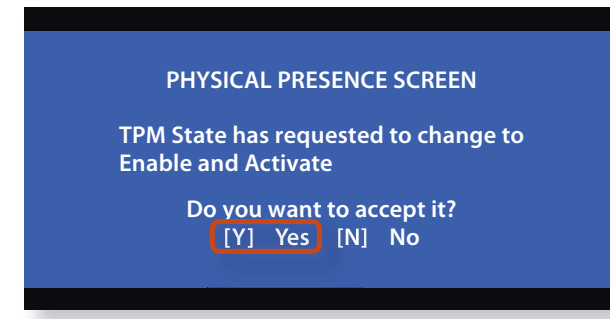 PHYSICAL PRESENCE SCREEN
TPM State has requested to change to
Enable and Activate
Do you want to accept it?
[Y] Yes [N] No